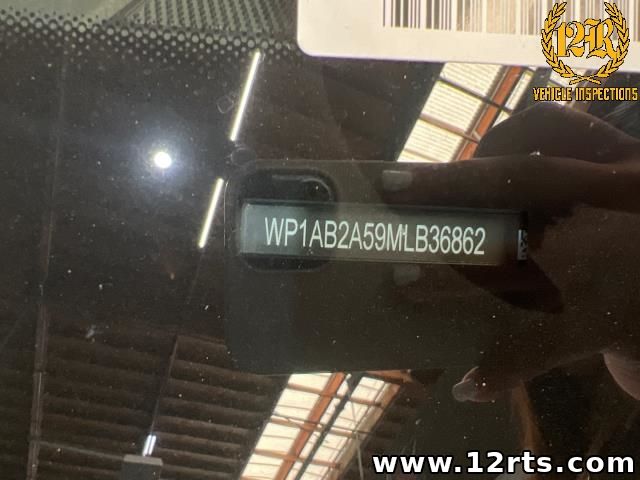 12R
VEHICLE INSPECTIONS
WP1AB2A59MLB36862
www.12rts.com